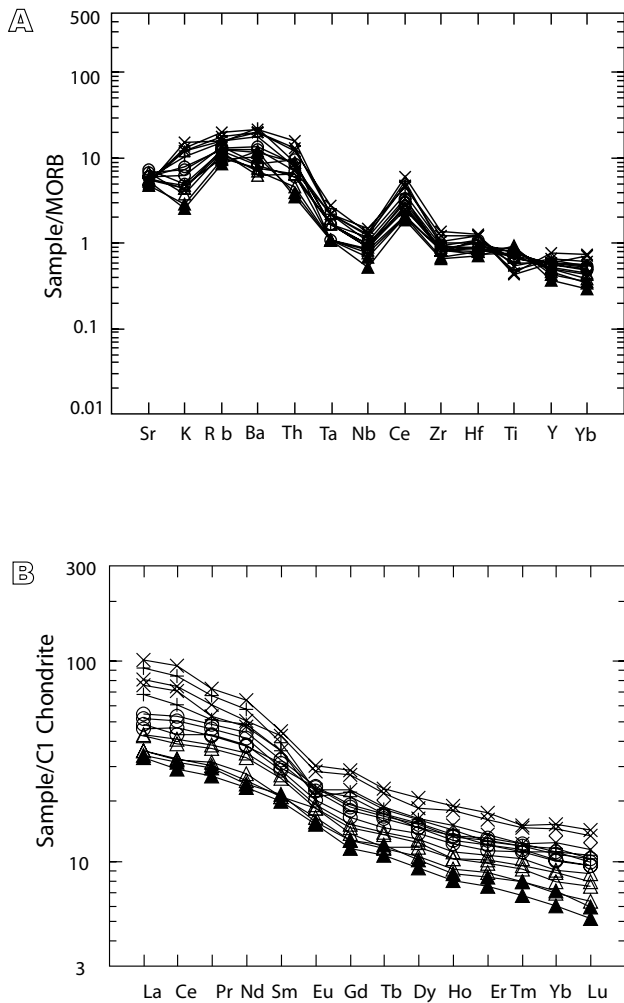 A
500
100
10
1
0.1
0.01
Sample/MORB
Sr K R b Ba Th Ta Nb Ce Zr Hf Ti Y Yb
B
300
100
10
3
Sample/C1 Chondrite
La Ce Pr Nd Sm Eu Gd Tb Dy Ho Er Tm Yb Lu